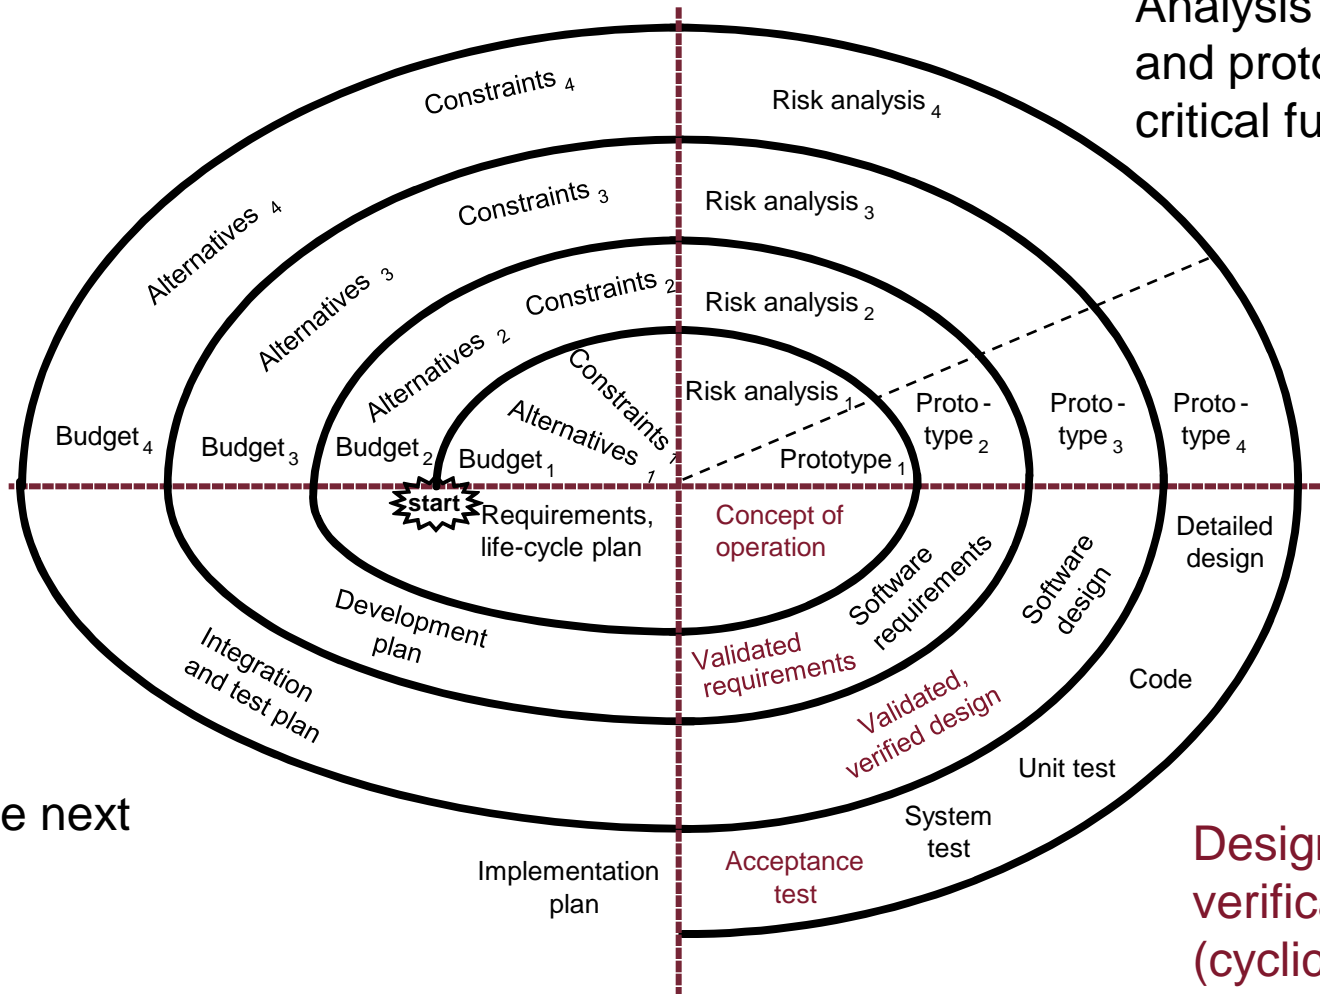 Analysis
and proto
critical fu
Constraints 4
Risk analysis 4
Alternatives 4
Constraints 3
Risk analysis 3
Alternatives 3
Constraints 2
Risk analysis 2
Alternatives 2
Constraints 1
Risk analysis 1
Alternatives 1
Budget 4
Budget 3
Budget 2
Budget 1
Prototype 1
Proto-
type 2
Proto-
type 3
Proto-
type 4
start
Requirements,
life-cycle plan
Concept of
operation
Software
requirements
Software
design
Detailed
design
Development
plan
Validated
requirements
Integration
and test plan
Validated,
verified design
Code
Unit test
System
test
Acceptance
test
Implementation
plan
e next
Design
verifica
(cyclic